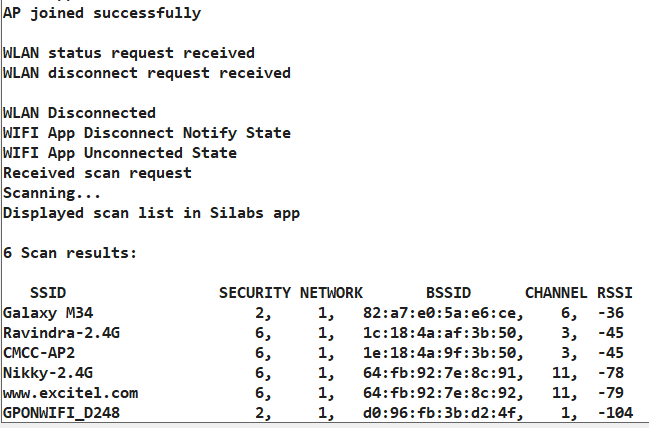 AP joined successfully
WLAN status request received
WLAN disconnect request received
WLAN Disconnected
WIFI App Disconnect Notify State
WIFI App Unconnected State
Received scan request
Scanning...
Displayed scan list in Silabs app
6 Scan results:
SSID SECURITY NETWORK BSSID CHANNEL RSSI
Galaxy M34 2, 1, 82:a7:e0:5a:e6:ce, 6, -36
Ravindra-2.4G 6, 1, 1c:18:4a:af:3b:50, 3, -45
CMCC-AP2 6, 1, 1e:18:4a:9f:3b:50, 3, -45
Nikky-2.4G 6, 1, 64:fb:92:7e:8c:91, 11, -78
www.excitel.com 6, 1, 64:fb:92:7e:8c:92, 11, -79
GPONWIFI_D248 2, 1, d0:96:fb:3b:d2:4f, 1, -104